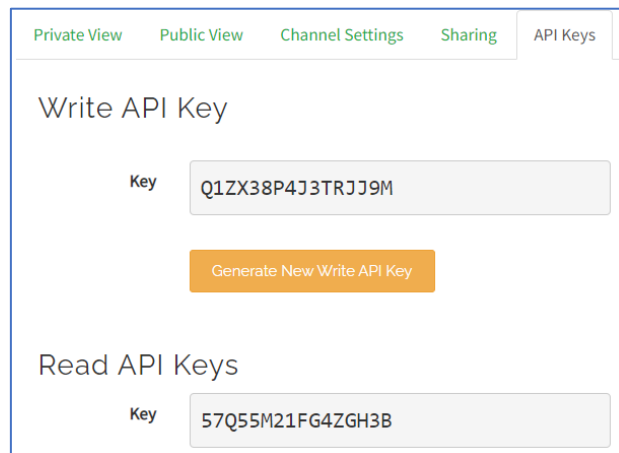 Private View Public View Channel Settings Sharing API Keys
Write API Key
Key Q1ZX38P4J3TRJJ9M
Generate New Write API Key
Read API Keys
Key 57Q55M21FG4ZGH3B